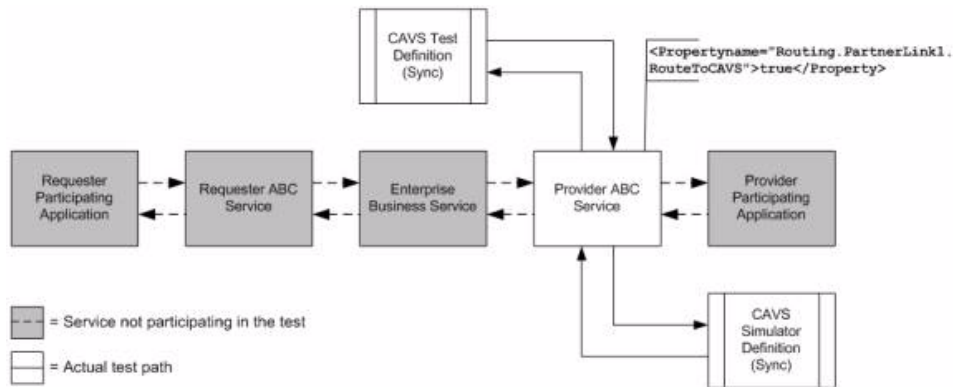 CAVS Test
Definition
(Sync)
<Propertyname="Routing.PartnerLink1.
RouteToCAVS">true</Property>
Requester
Participating
Application
Requester ABC
Service
Enterprise
Business Service
Provider ABC
Service
Provider
Participating
Application
= Service not participating in the test
= Actual test path
CAVS
Simulator
Definition
(Sync)